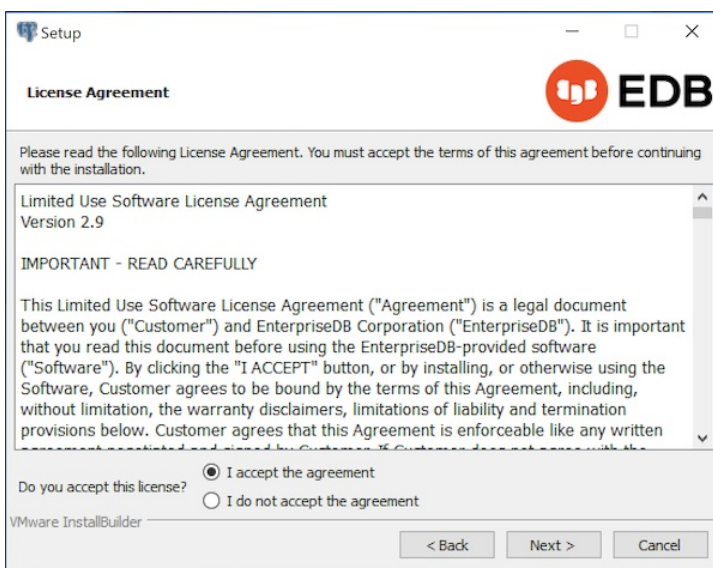 Setup
License Agreement
EDB
Please read the following License Agreement. You must accept the terms of this agreement before continuing
with the installation.
Limited Use Software License Agreement
Version 2.9
IMPORTANT - READ CAREFULLY
This Limited Use Software License Agreement ("Agreement") is a legal document
between you ("Customer") and EnterpriseDB Corporation ("EnterpriseDB"). It is important
that you read this document before using the EnterpriseDB-provided software
("Software"). By clicking the "I ACCEPT" button, or by installing, or otherwise using the
Software, Customer agrees to be bound by the terms of this Agreement, including,
without limitation, the warranty disclaimers, limitations of liability and termination
provisions below. Customer agrees that this Agreement is enforceable like any written
Do you accept this license?
I accept the agreement
I do not accept the agreement
VMware InstallBuilder
< Back
Next >
Cancel